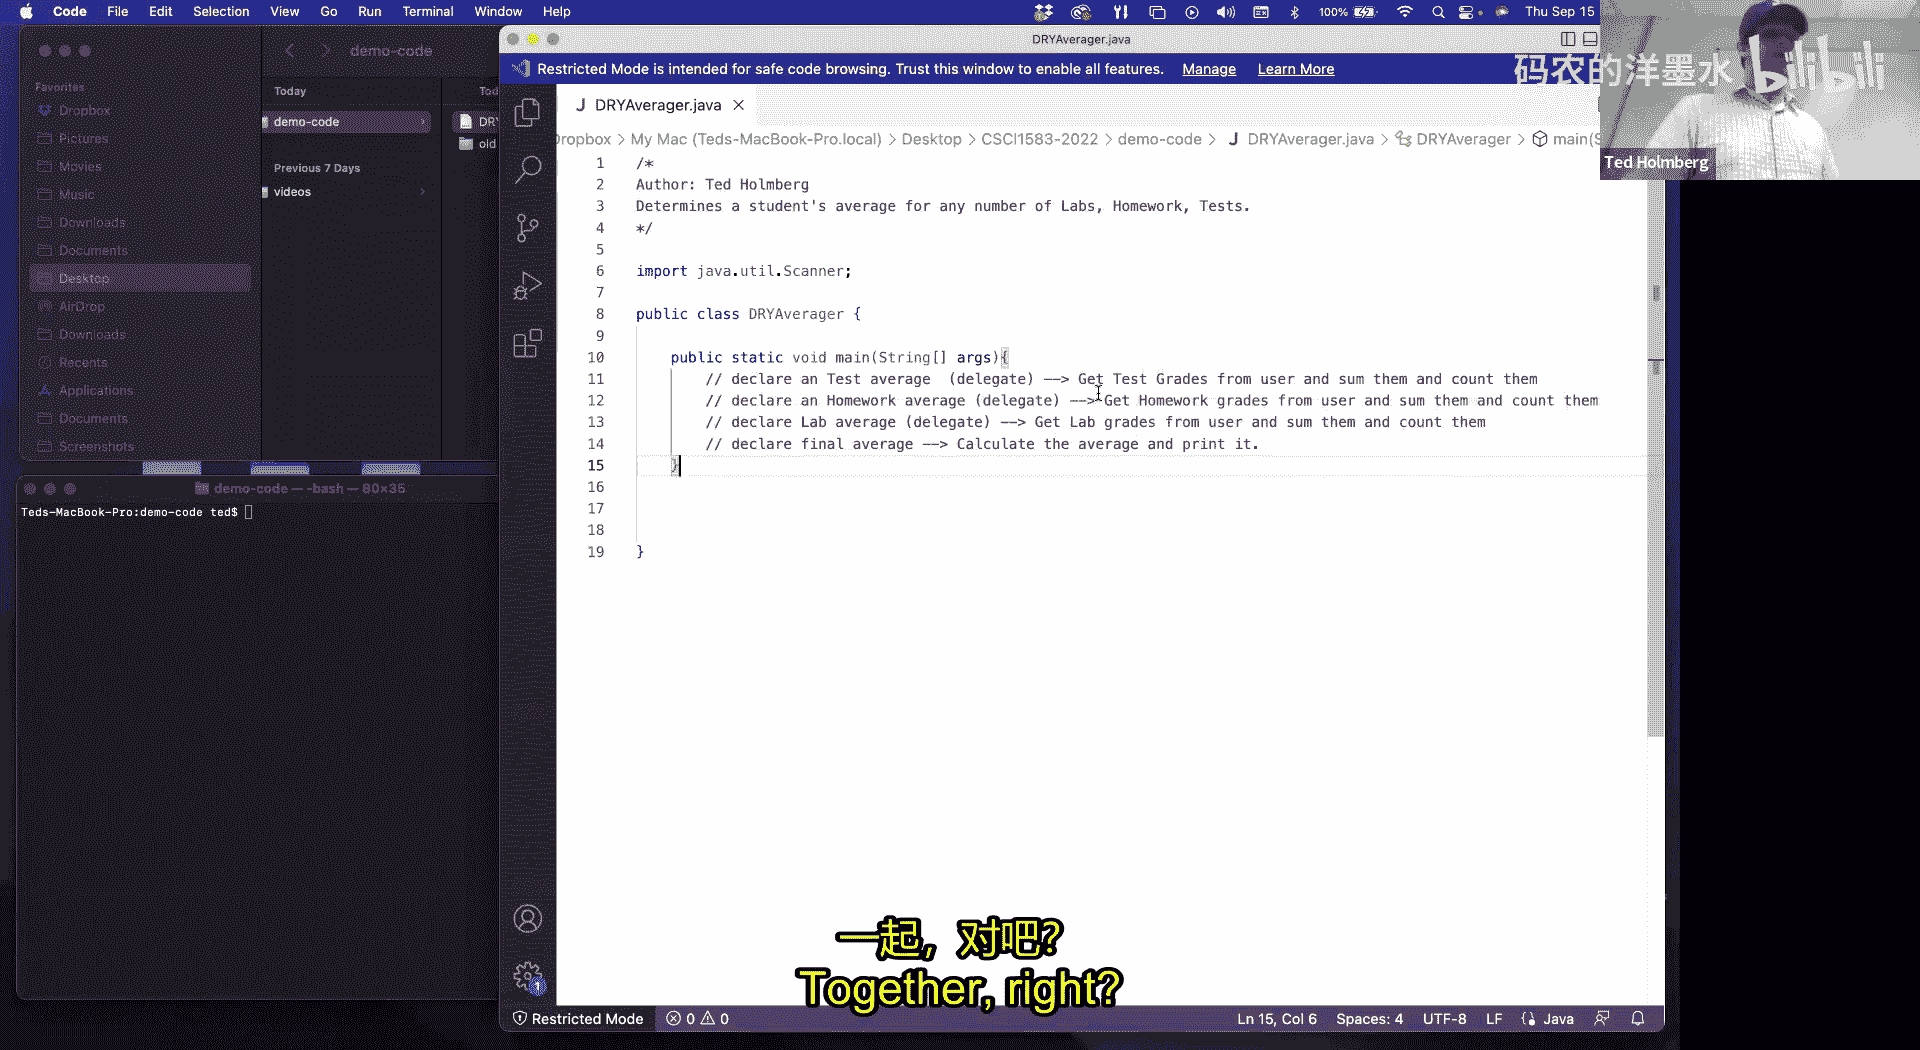 Code File Edit Selection View Go Run Terminal Window Help
100% Thu Sep 15
码农的洋墨水 bilibili
Ted Holmberg
demo-code
Favorites
Dropbox
Pictures
Movies
Music
Downloads
Documents
Desktop
AirDrop
Downloads
Recents
Applications
Documents
Screenshots
Today
demo-code
Previous 7 Days
videos
Tod
DRY
old
demo-code — -bash — 80×35
Teds-MacBook-Pro:demo-code ted$
DRYAverager.java
Restricted Mode is intended for safe code browsing. Trust this window to enable all features. Manage Learn More
J DRYAverager.java ×
Dropbox > My Mac (Teds-MacBook-Pro.local) > Desktop > CSCI1583-2022 > demo-code > J DRYAverager.java > DRYAverager > main(S
1 /*
2 Author: Ted Holmberg
3 Determines a student's average for any number of Labs, Homework, Tests.
4 */
5
6 import java.util.Scanner;
7
8 public class DRYAverager {
9
10 public static void main(String[] args){
11 // declare an Test average  (delegate) --> Get Test Grades from user and sum them and count them
12 // declare an Homework average (delegate) --> Get Homework grades from user and sum them and count them
13 // declare Lab average (delegate) --> Get Lab grades from user and sum them and count them
14 // declare final average --> Calculate the average and print it.
15 }
16
17
18
19 }
1
一起，对吧？
Together, right?
Restricted Mode 0 0 Ln 15, Col 6 Spaces: 4 UTF-8 LF Java